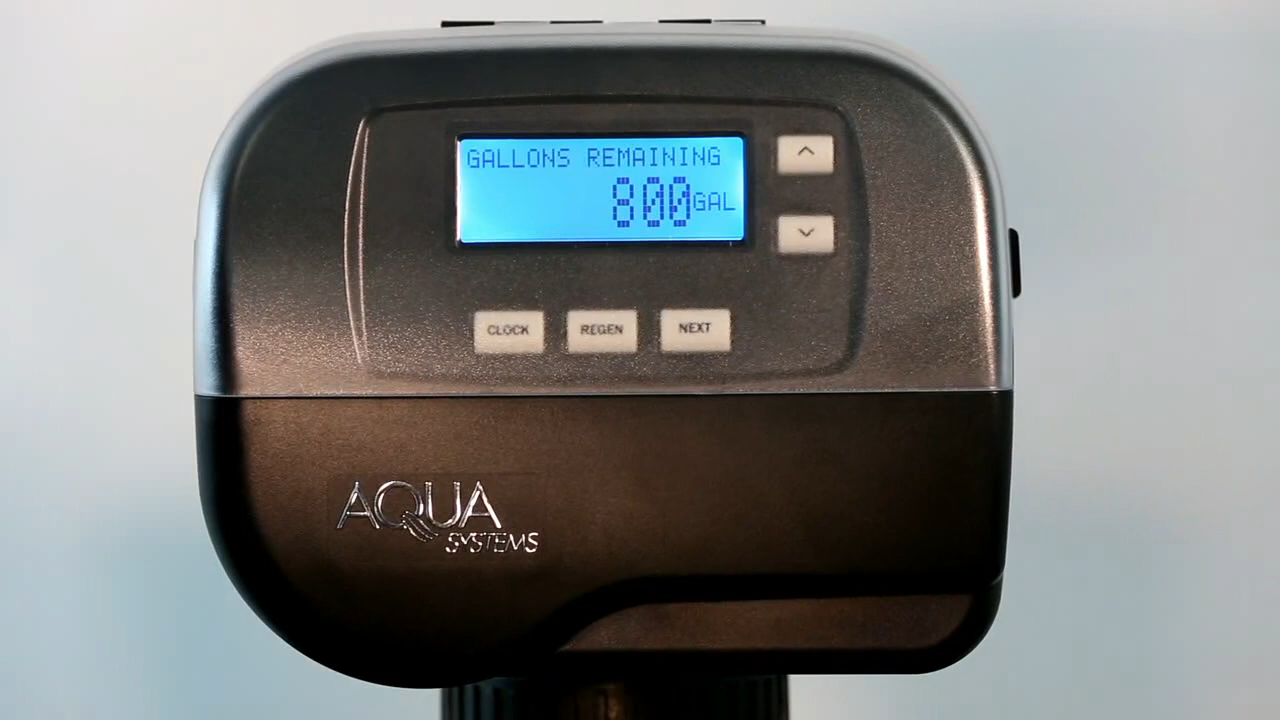 GALLONS REMAINING
800GAL
CLOCK REGEN NEXT
AQUA
SYSTEMS